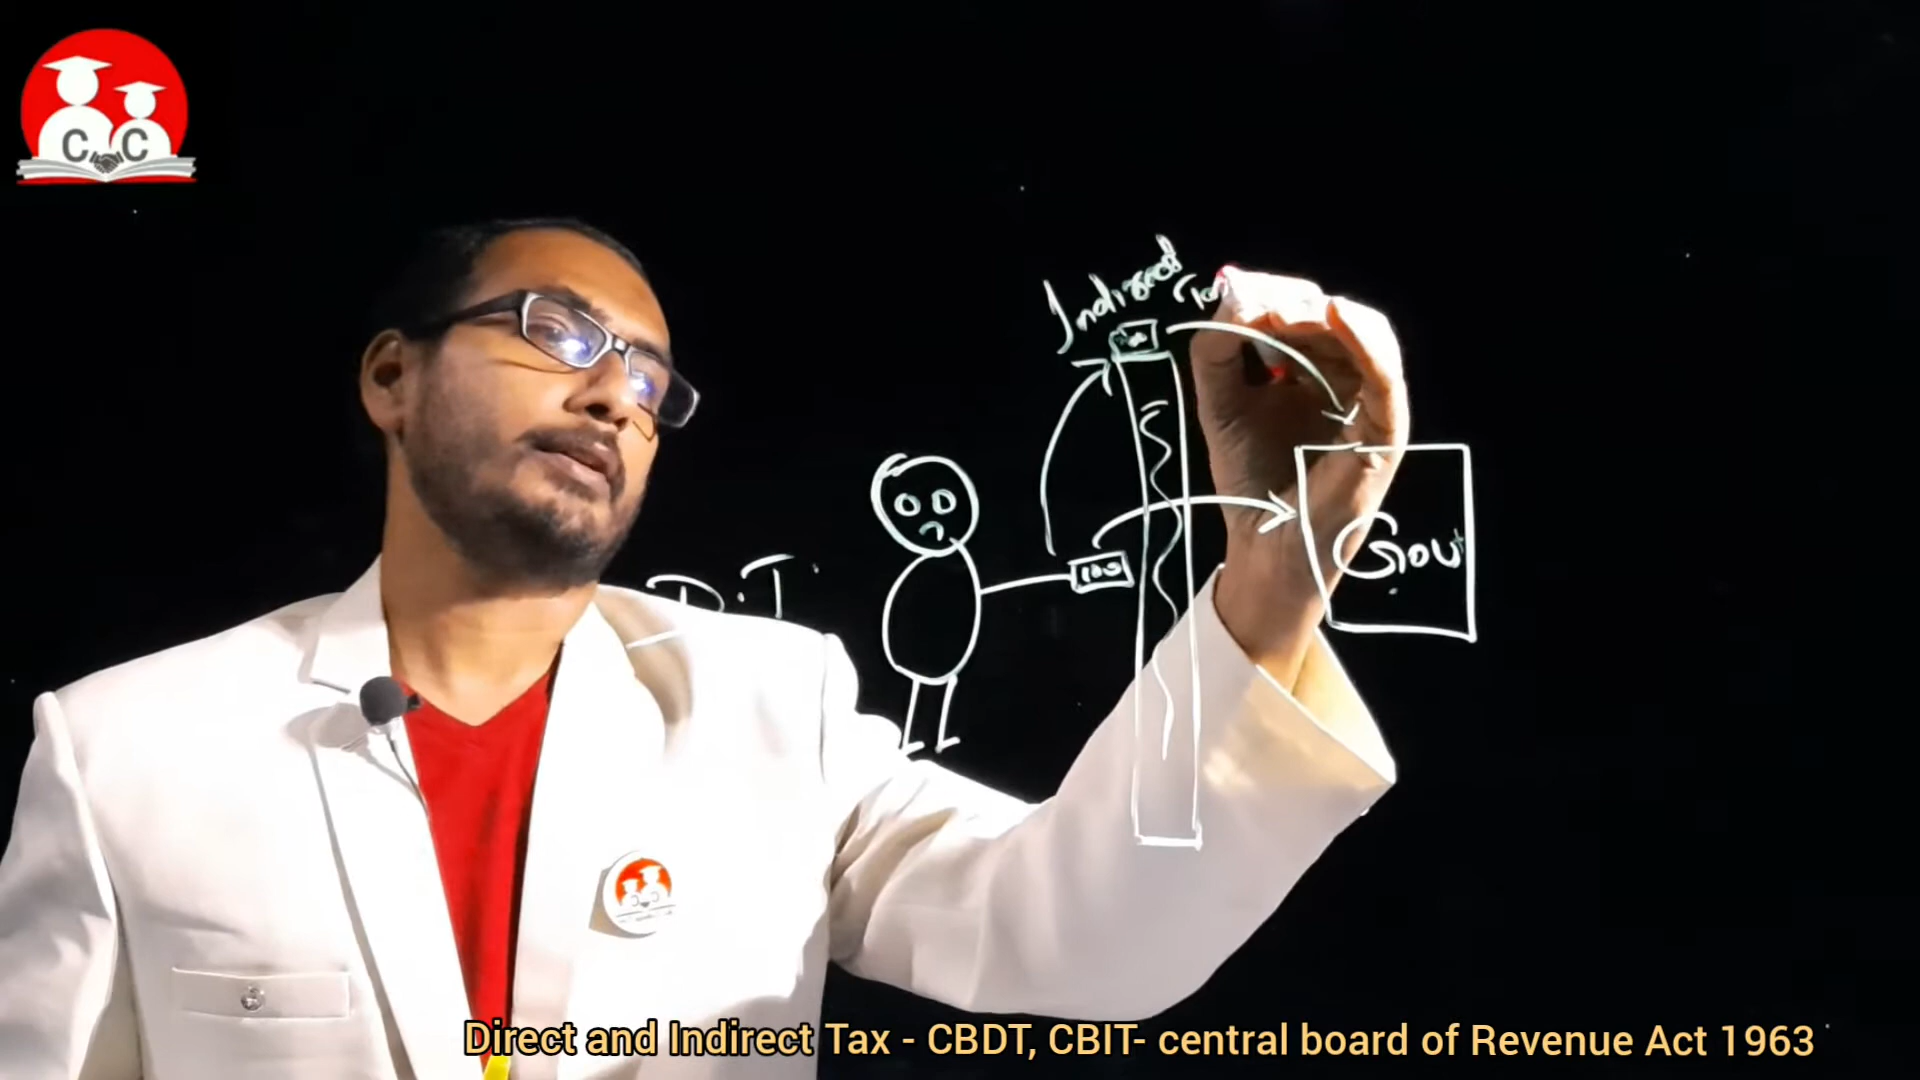 C C
Indirect
D.T
100
Govt
Direct and Indirect Tax - CBDT, CBIT- central board of Revenue Act 1963